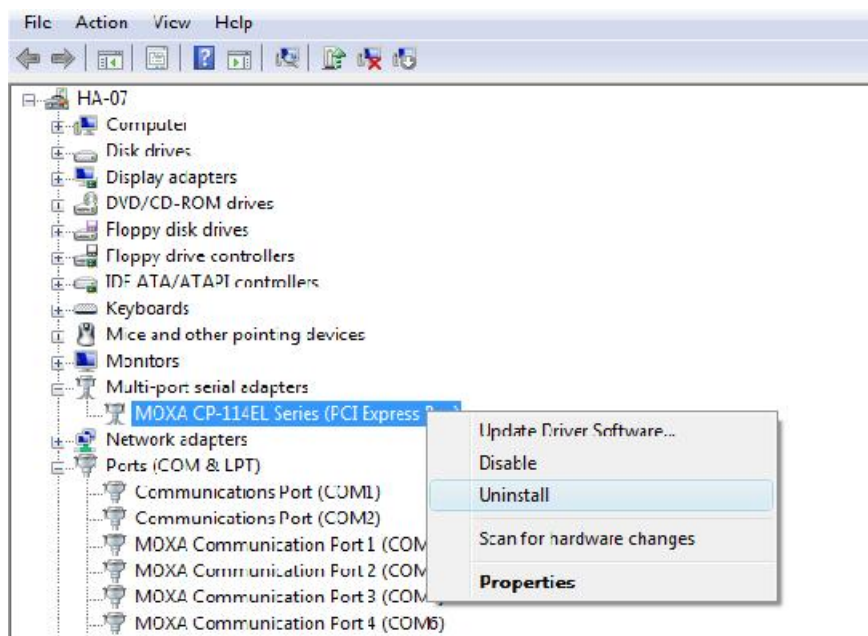 File Action View Help
HA-07
Computer
Disk drives
Display adapters
DVD/CD-ROM drives
Floppy disk drives
Floppy drive controllers
IDE ATA/ATAPI controllers
Keyboards
Mice and other pointing devices
Monitors
Multi-port serial adapters
MOXA CP-114EL Series (PCI Express
Network adapters
Ports (COM & LPT)
Communications Port (COM1)
Communications Port (COM2)
MOXA Communication Port 1 (COM
MOXA Communication Port 2 (COM
MOXA Communication Port 3 (COM
MOXA Communication Port 4 (COM6)
Update Driver Software...
Disable
Uninstall
Scan for hardware changes
Properties